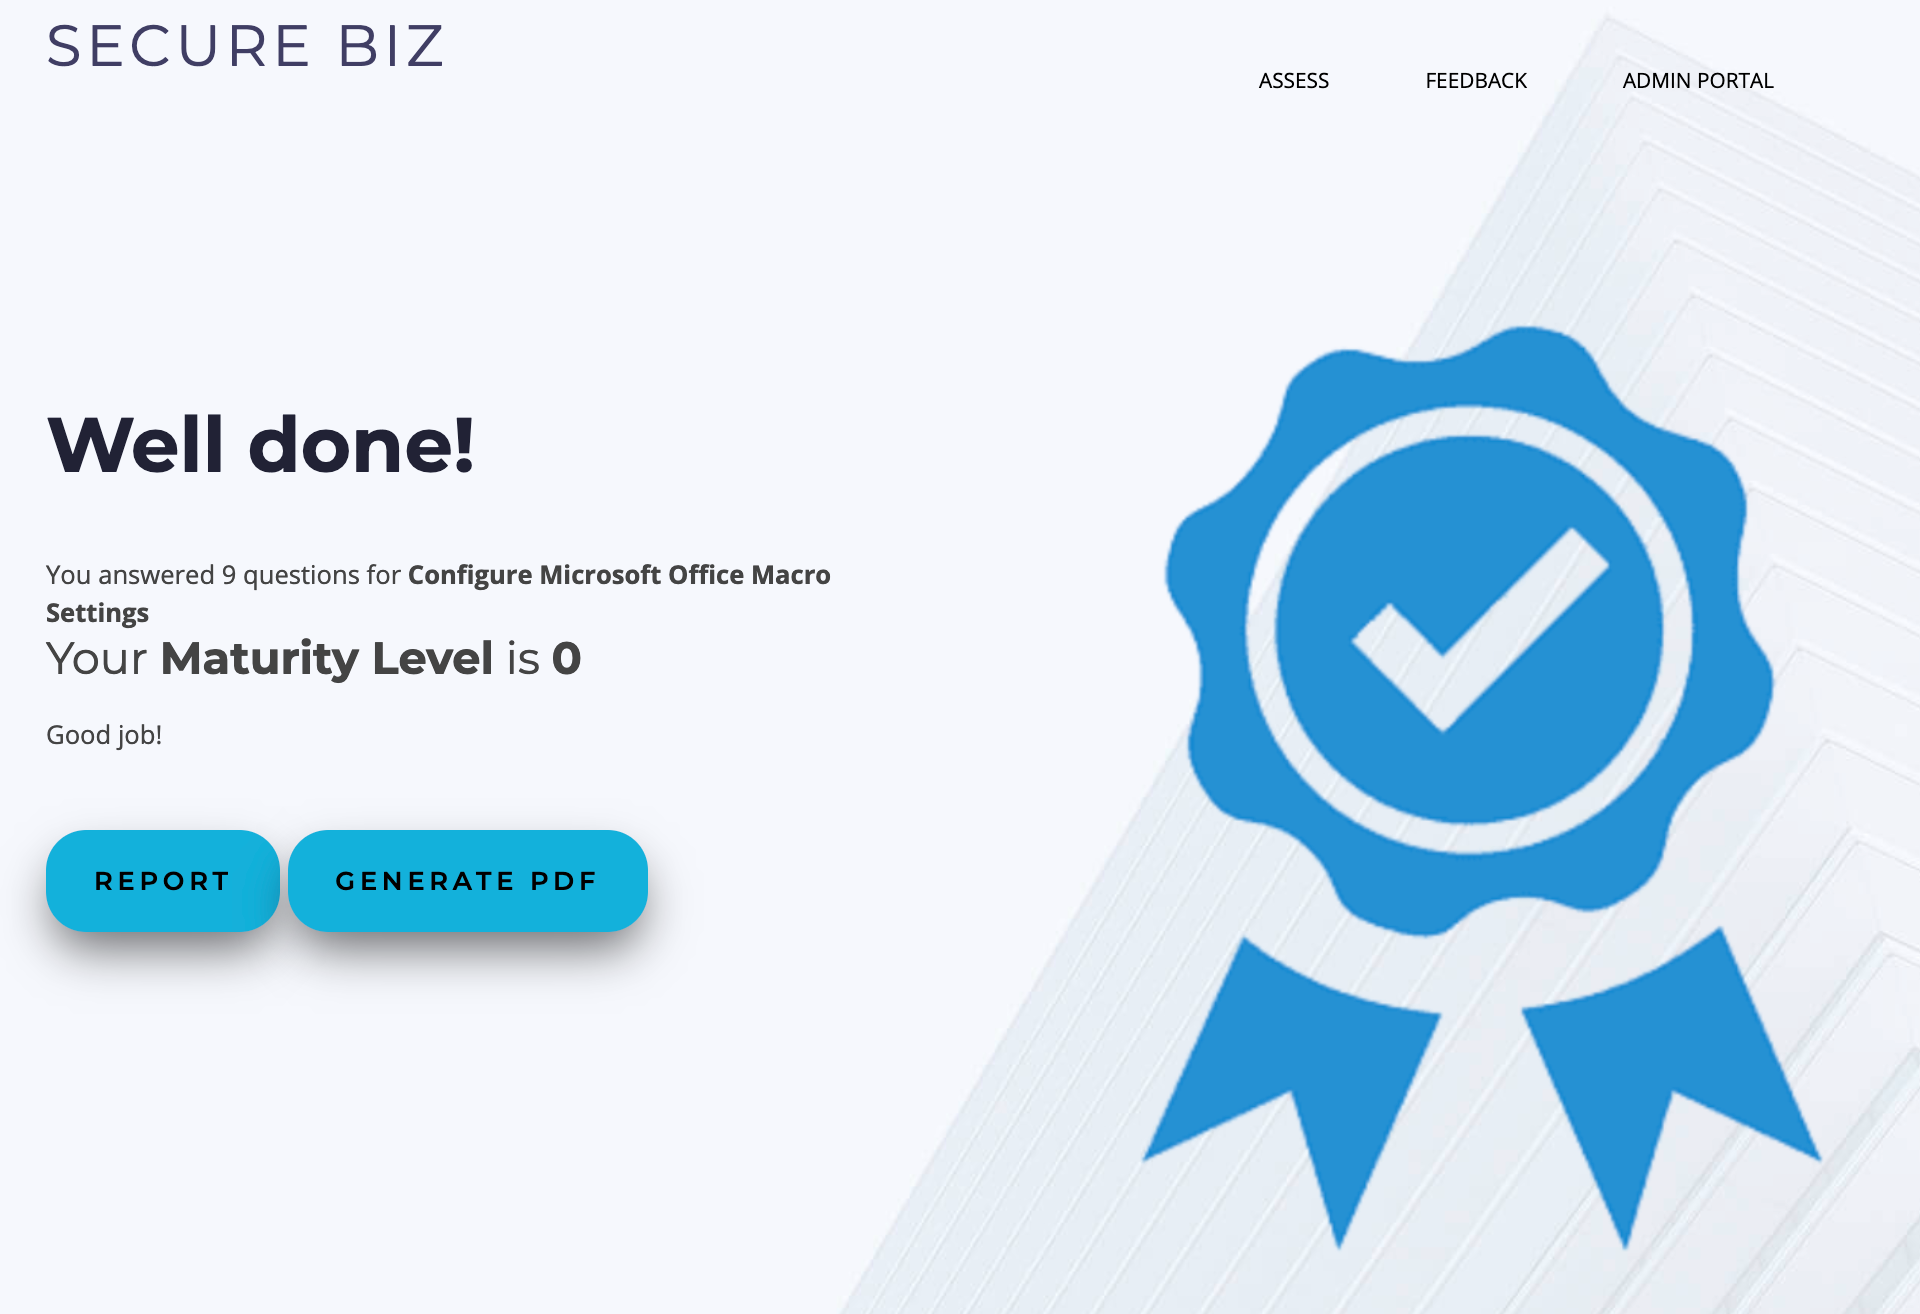 SECURE BIZ
ASSESS FEEDBACK ADMIN PORTAL
Well done!
You answered 9 questions for Configure Microsoft Office Macro
Settings
Your Maturity Level is 0
Good job!
REPORT GENERATE PDF